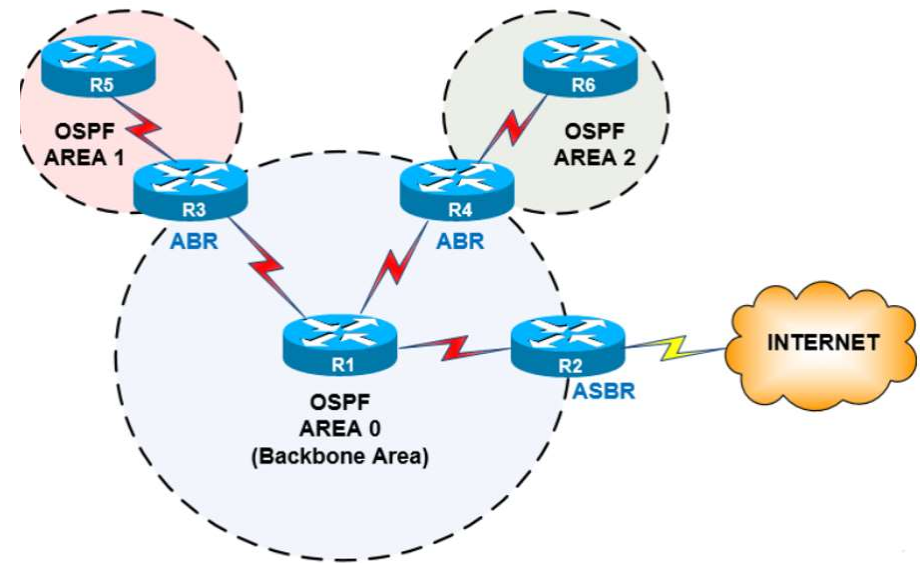 R5
R6
OSPF
AREA 1
OSPF
AREA 2
R3
R4
ABR
ABR
R1
R2
INTERNET
ASBR
OSPF
AREA 0
(Backbone Area)